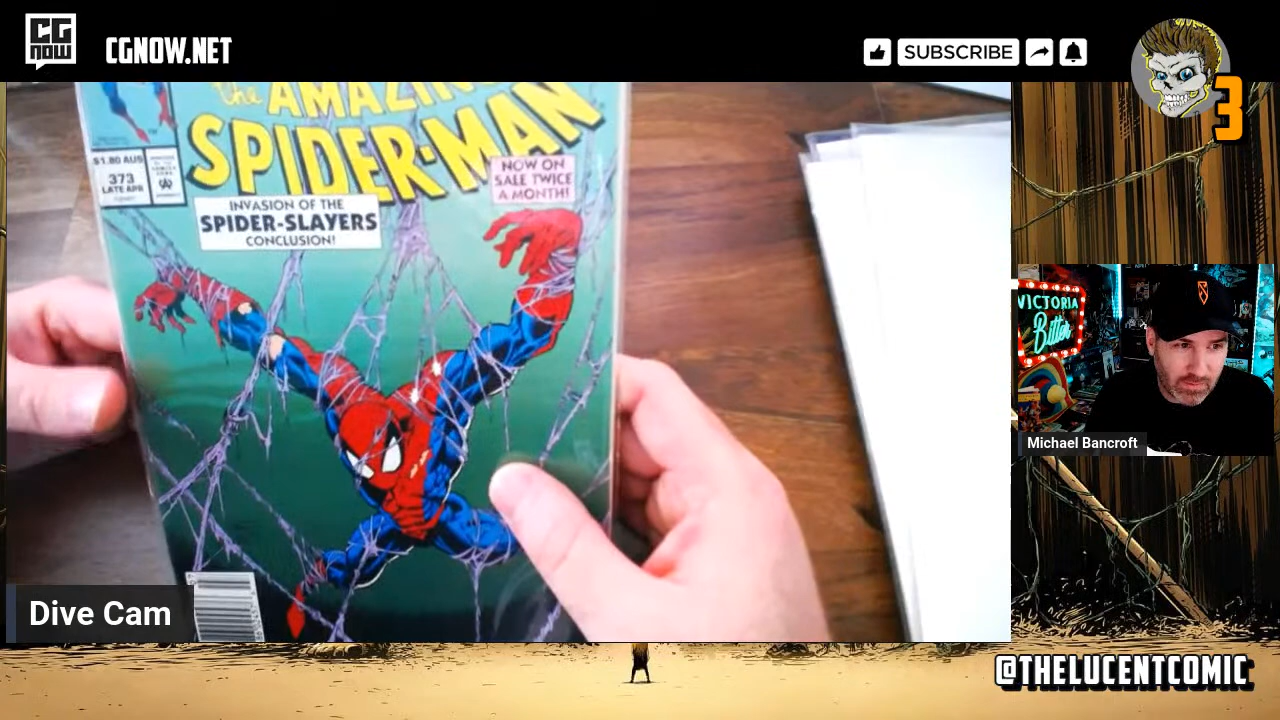 CG
NOW
CGNOW.NET
SUBSCRIBE
3
the AMAZING
SPIDER-MAN
$1.80 AUS
373
LATE APR
NOW ON
SALE TWICE
A MONTH!
INVASION OF THE
SPIDER-SLAYERS
CONCLUSION!
VICTORIA
Bitter
Michael Bancroft
Dive Cam
@THELUCENTCOMIC